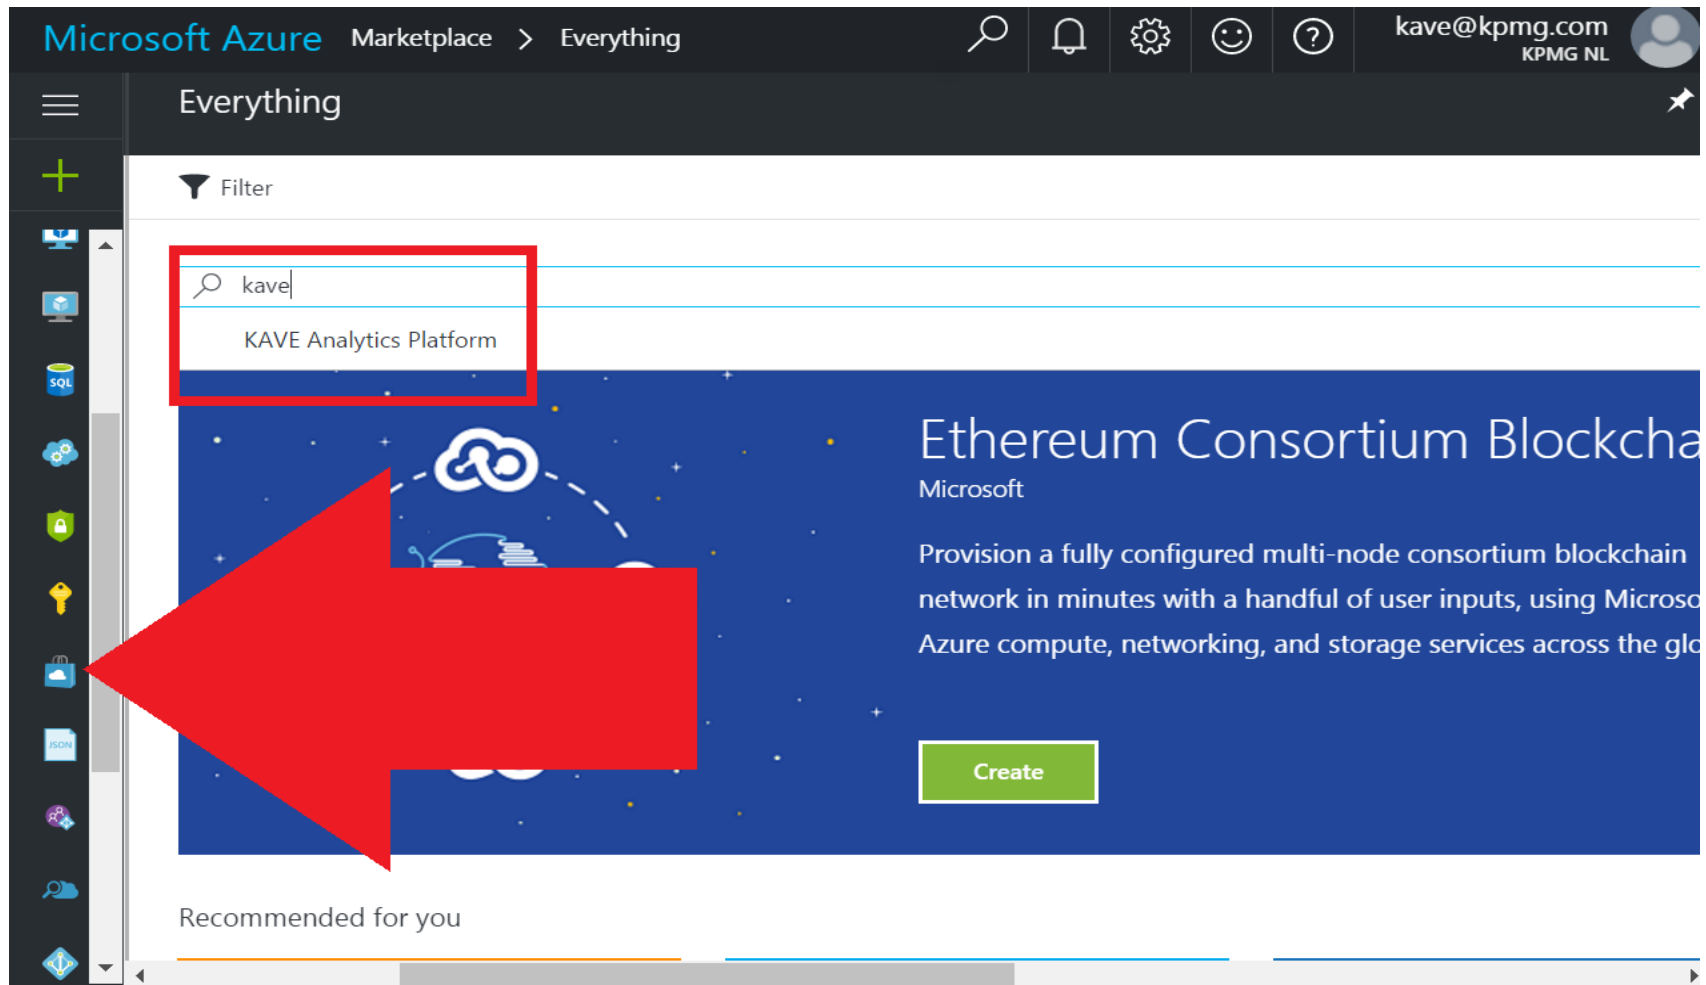 Microsoft Azure Marketplace > Everything
kave@kpmg.com
KPMG NL
Everything
Filter
kave
KAVE Analytics Platform
SQL
Ethereum Consortium Blockcha
Microsoft
Provision a fully configured multi-node consortium blockchain
network in minutes with a handful of user inputs, using Microso
Azure compute, networking, and storage services across the glo
JSON
Create
Recommended for you